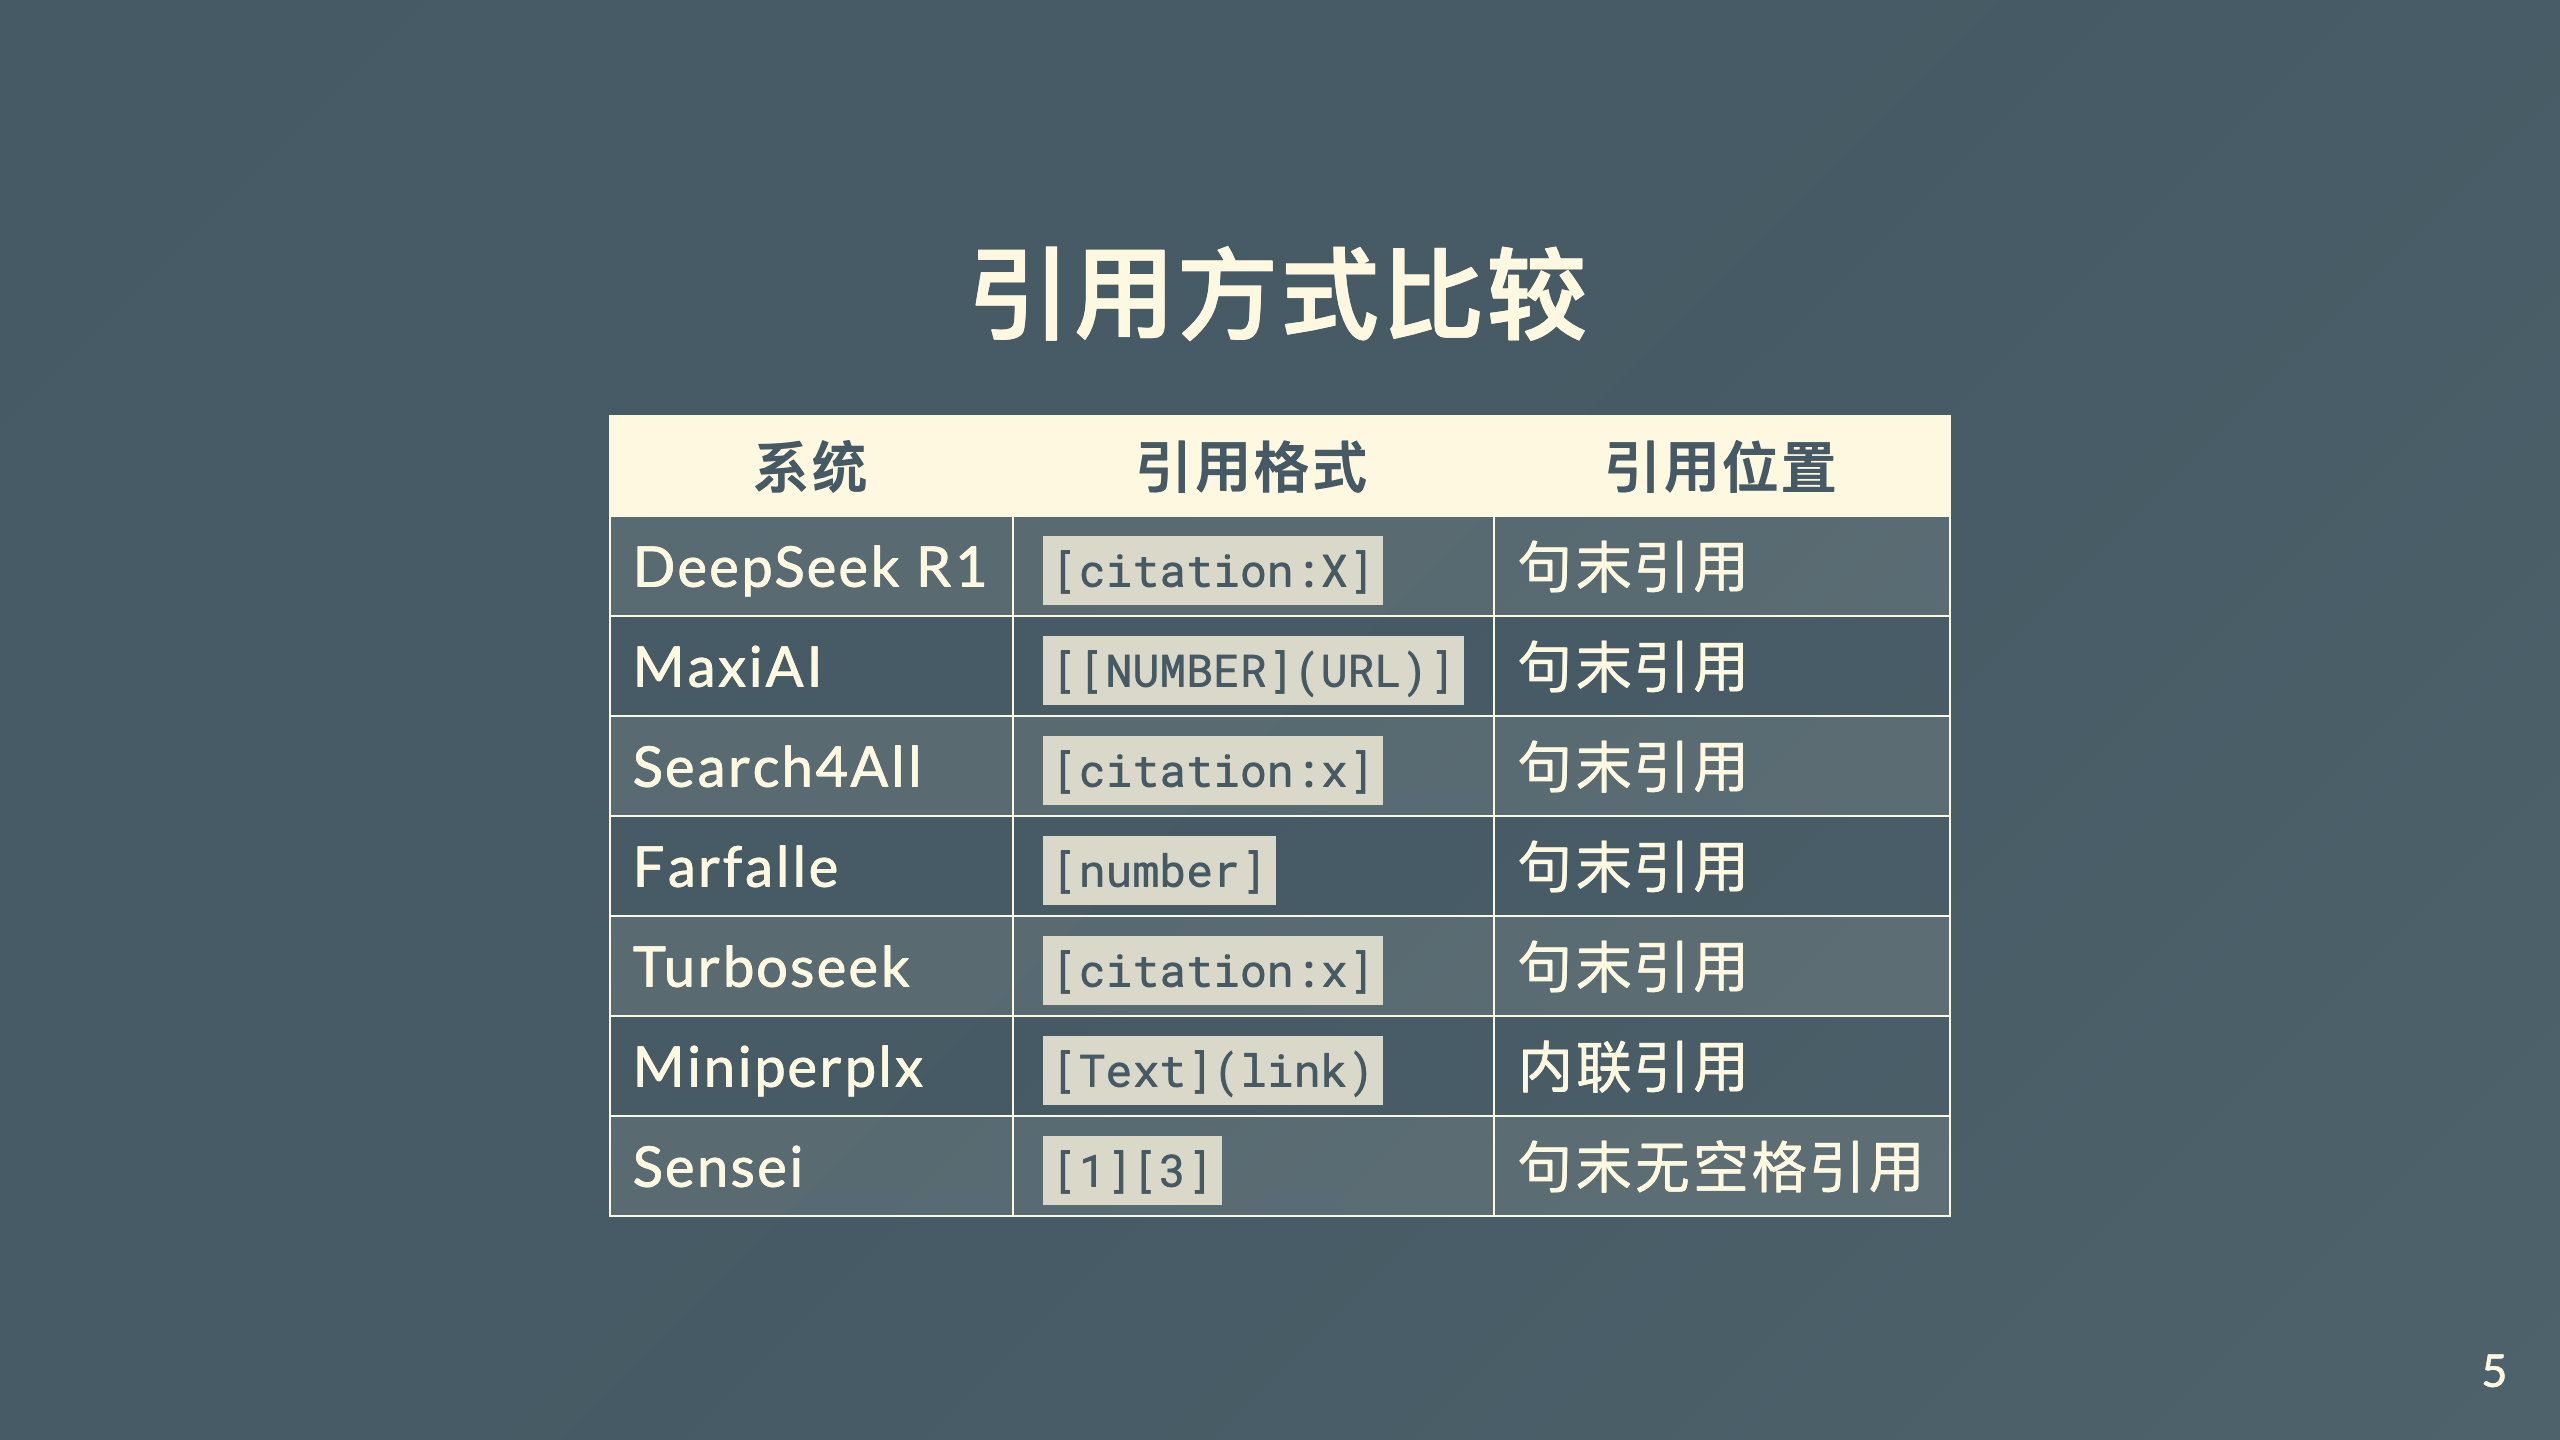 引用方式比较
系统 引用格式 引用位置
DeepSeek R1 [citation:X] 句末引用
MaxiAI [[NUMBER](URL)] 句末引用
Search4All [citation:x] 句末引用
Farfalle [number] 句末引用
Turboseek [citation:x] 句末引用
Miniperplx [Text](link) 内联引用
Sensei [1][3] 句末无空格引用
5